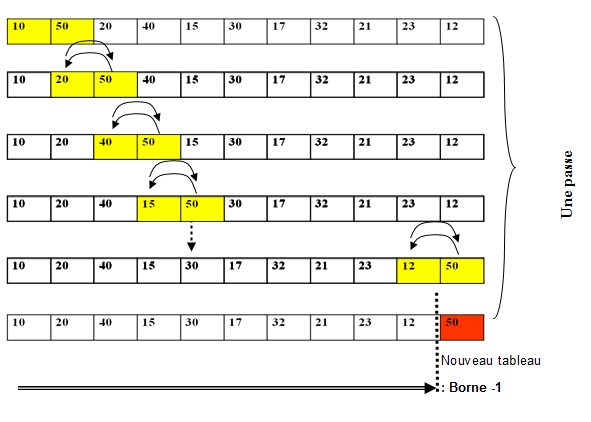 10 50 20 40 15 30 17 32 21 23 12
10 20 50 40 15 30 17 32 21 23 12
10 20 40 50 15 30 17 32 21 23 12
10 20 40 15 50 30 17 32 21 23 12
10 20 40 15 30 17 32 21 23 12 50
10 20 40 15 30 17 32 21 23 12 50
Une passe
Nouveau tableau
: Borne -1